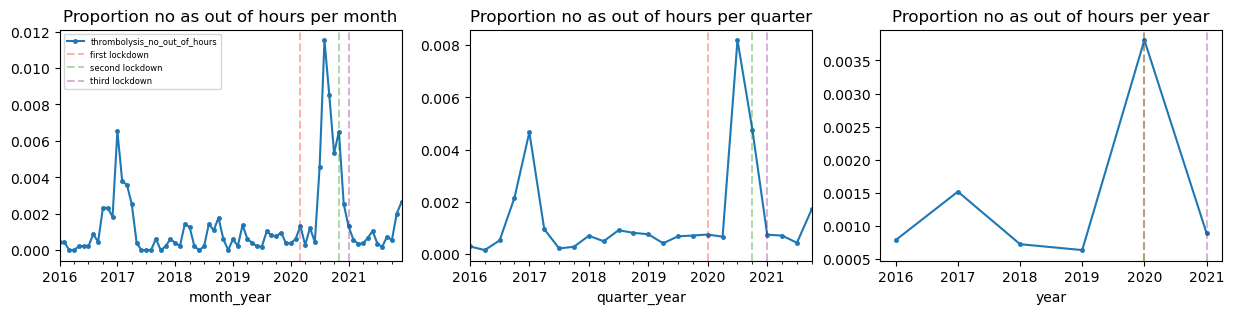 Proportion no as out of hours per month
0.012
0.010
0.008
0.006
0.004
0.002
0.000
thrombolysis_no_out_of_hours
first lockdown
second lockdown
third lockdown
2016 2017 2018 2019 2020 2021
month_year
Proportion no as out of hours per quarter
0.008
0.006
0.004
0.002
0.000
2016 2017 2018 2019 2020 2021
quarter_year
Proportion no as out of hours per year
0.0035
0.0030
0.0025
0.0020
0.0015
0.0010
0.0005
2016 2017 2018 2019 2020 2021
year